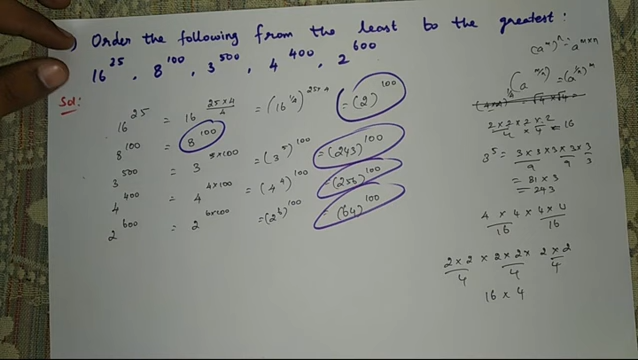 ) Order the following from the least to the greatest :
16^25 , 8^100 , 3^500 , 4^400 , 2^600
(a^m)^n = a^(m×n)
Sol:
16^25 = 16^(25×4/4) = (16^(1/4))^(25×4) = (2)^100
8^100 = 8^100
3^500 = 3^(5×100) = (3^5)^100 = (243)^100
4^400 = 4^(4×100) = (4^4)^100 = (256)^100
2^600 = 2^(6×100) = (2^6)^100 = (64)^100
2×2/4 × 2×2/4 = 16
3^5 = 3×3/9 × 3×3/9 × 3/3
= 81×3
= 243
4×4/16 × 4×4/16
2×2/4 × 2×2/4 × 2×2/4
16×4